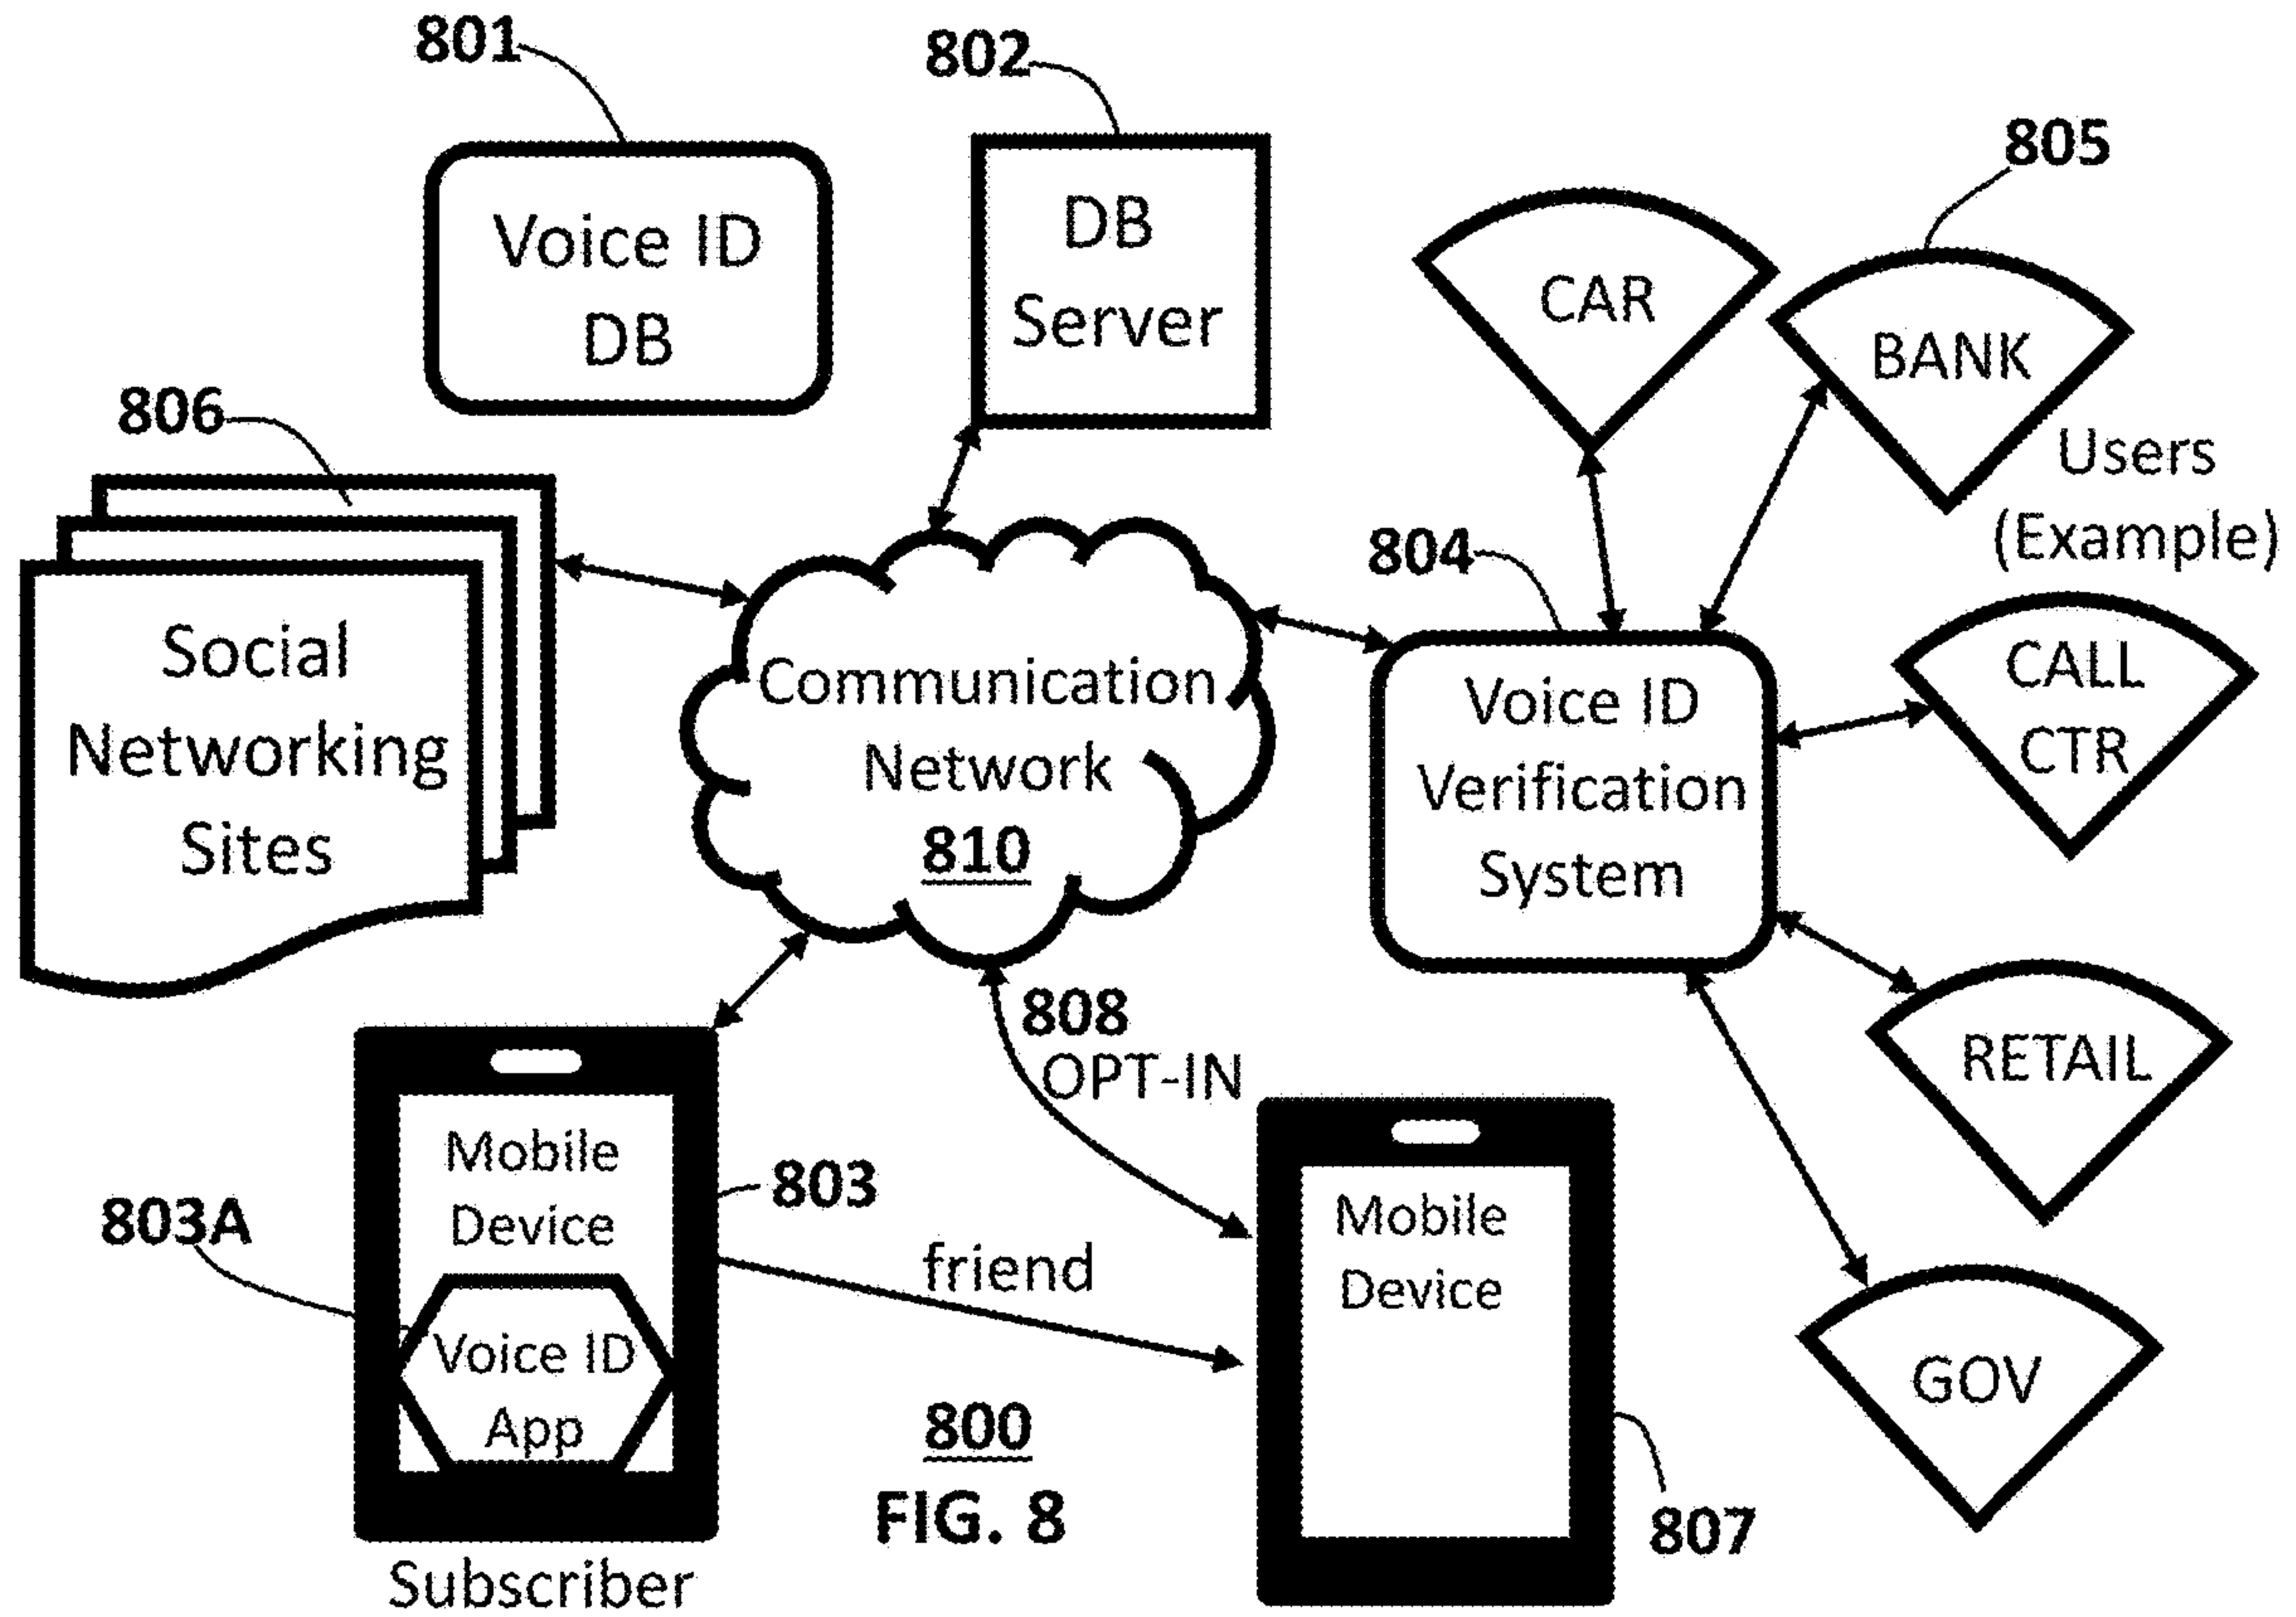 801
802
805
Voice ID
DB
DB
Server
CAR
BANK
806
Users
(Example)
804
Social
Networking
Sites
Communication
Network
810
Voice ID
Verification
System
CALL
CTR
808
OPT-IN
RETAIL
Mobile
Device
803
803A
friend
Mobile
Device
Voice ID
App
GOV
800
FIG. 8
807
Subscriber